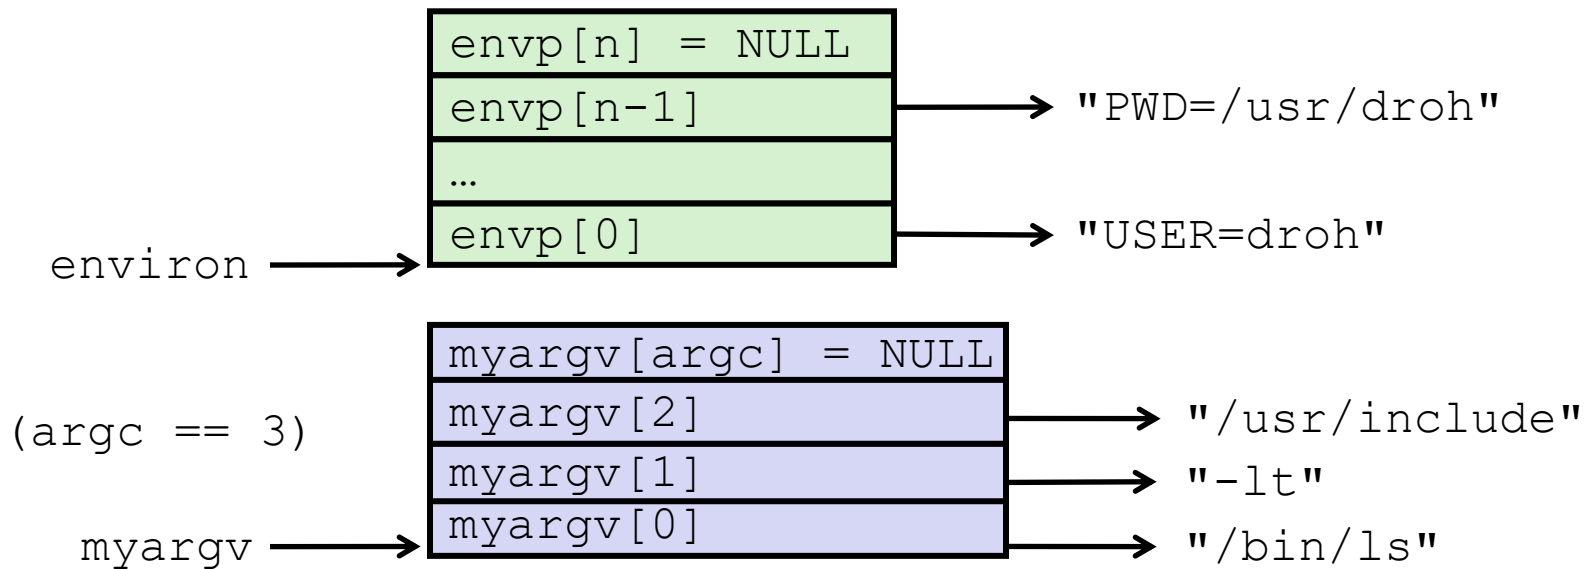 envp[n] = NULL
envp[n-1]
"PWD=/usr/droh"
…
envp[0]
"USER=droh"
environ
myargv[argc] = NULL
myargv[2]
"/usr/include"
(argc == 3)
myargv[1]
"-lt"
myargv[0]
myargv
"/bin/ls"